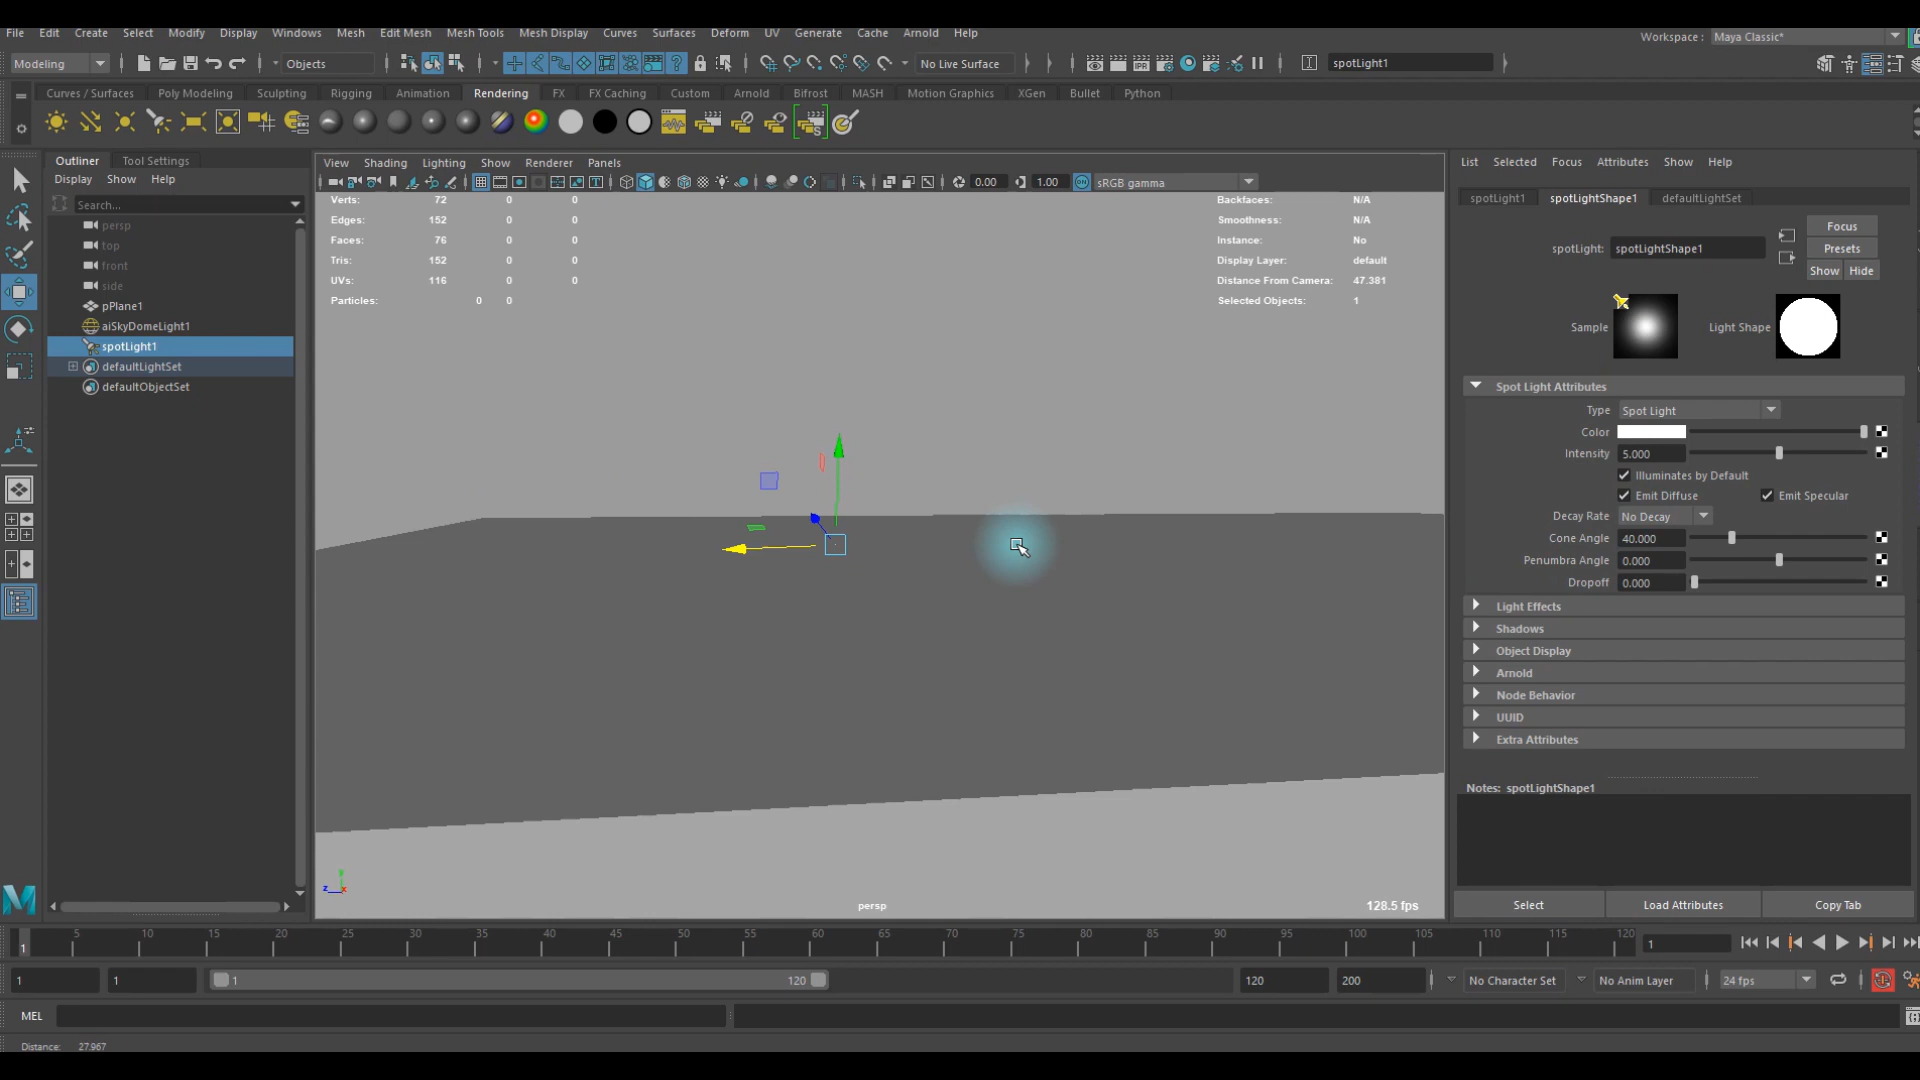 File Edit Create Select Modify Display Windows Mesh Edit Mesh Mesh Tools Mesh Display Curves Surfaces Deform UV Generate Cache Arnold Help
Workspace : Maya Classic*
Modeling Objects No Live Surface IPR spotLight1
Curves / Surfaces Poly Modeling Sculpting Rigging Animation Rendering FX FX Caching Custom Arnold Bifrost MASH Motion Graphics XGen Bullet Python
Outliner Tool Settings
Display Show Help
Search...
persp
top
front
side
pPlane1
aiSkyDomeLight1
spotLight1
defaultLightSet
defaultObjectSet
View Shading Lighting Show Renderer Panels
0.00 1.00 sRGB gamma
Verts: 72 0 0
Edges: 152 0 0
Faces: 76 0 0
Tris: 152 0 0
UVs: 116 0 0
Particles: 0 0
Backfaces: N/A
Smoothness: N/A
Instance: No
Display Layer: default
Distance From Camera: 47.381
Selected Objects: 1
z x
persp
128.5 fps
List Selected Focus Attributes Show Help
spotLight1 spotLightShape1 defaultLightSet
Focus
spotLight: spotLightShape1
Presets
Show Hide
Sample Light Shape
Spot Light Attributes
Type Spot Light
Color
Intensity 5.000
Illuminates by Default
Emit Diffuse Emit Specular
Decay Rate No Decay
Cone Angle 40.000
Penumbra Angle 0.000
Dropoff 0.000
Light Effects
Shadows
Object Display
Arnold
Node Behavior
UUID
Extra Attributes
Notes: spotLightShape1
Select Load Attributes Copy Tab
1 5 10 15 20 25 30 35 40 45 50 55 60 65 70 75 80 85 90 95 100 105 110 115 120 1
1 1 1 120 120 200 No Character Set No Anim Layer 24 fps
MEL
Distance: 27.967